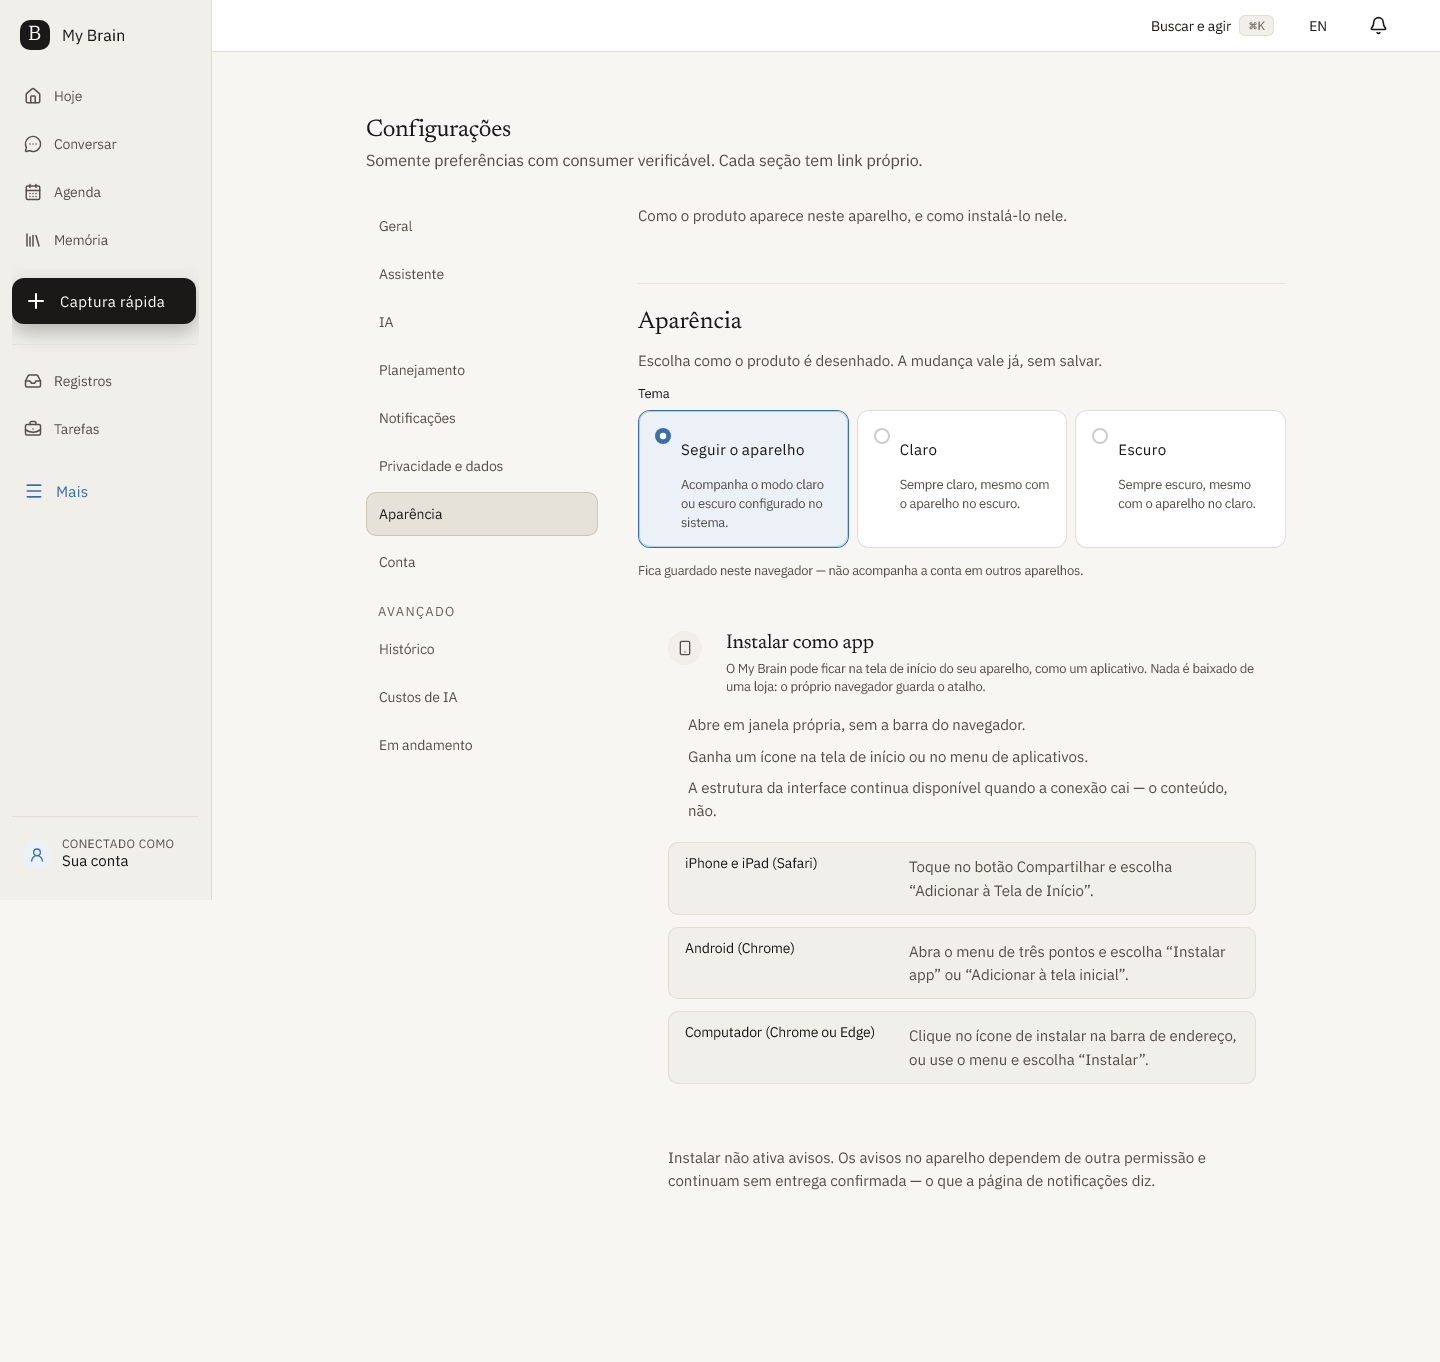 B
My Brain
Hoje
Conversar
Agenda
Memória
Captura rápida
Registros
Tarefas
Mais
CONECTADO COMO
Sua conta
Buscar e agir ⌘K
EN
Configurações
Somente preferências com consumer verificável. Cada seção tem link próprio.
Geral
Assistente
IA
Planejamento
Notificações
Privacidade e dados
Aparência
Conta
AVANÇADO
Histórico
Custos de IA
Em andamento
Como o produto aparece neste aparelho, e como instalá-lo nele.
Aparência
Escolha como o produto é desenhado. A mudança vale já, sem salvar.
Tema
Seguir o aparelho
Acompanha o modo claro
ou escuro configurado no
sistema.
Claro
Sempre claro, mesmo com
o aparelho no escuro.
Escuro
Sempre escuro, mesmo
com o aparelho no claro.
Fica guardado neste navegador — não acompanha a conta em outros aparelhos.
Instalar como app
O My Brain pode ficar na tela de início do seu aparelho, como um aplicativo. Nada é baixado de
uma loja: o próprio navegador guarda o atalho.
Abre em janela própria, sem a barra do navegador.
Ganha um ícone na tela de início ou no menu de aplicativos.
A estrutura da interface continua disponível quando a conexão cai — o conteúdo,
não.
iPhone e iPad (Safari)
Toque no botão Compartilhar e escolha
“Adicionar à Tela de Início”.
Android (Chrome)
Abra o menu de três pontos e escolha “Instalar
app” ou “Adicionar à tela inicial”.
Computador (Chrome ou Edge)
Clique no ícone de instalar na barra de endereço,
ou use o menu e escolha “Instalar”.
Instalar não ativa avisos. Os avisos no aparelho dependem de outra permissão e
continuam sem entrega confirmada — o que a página de notificações diz.